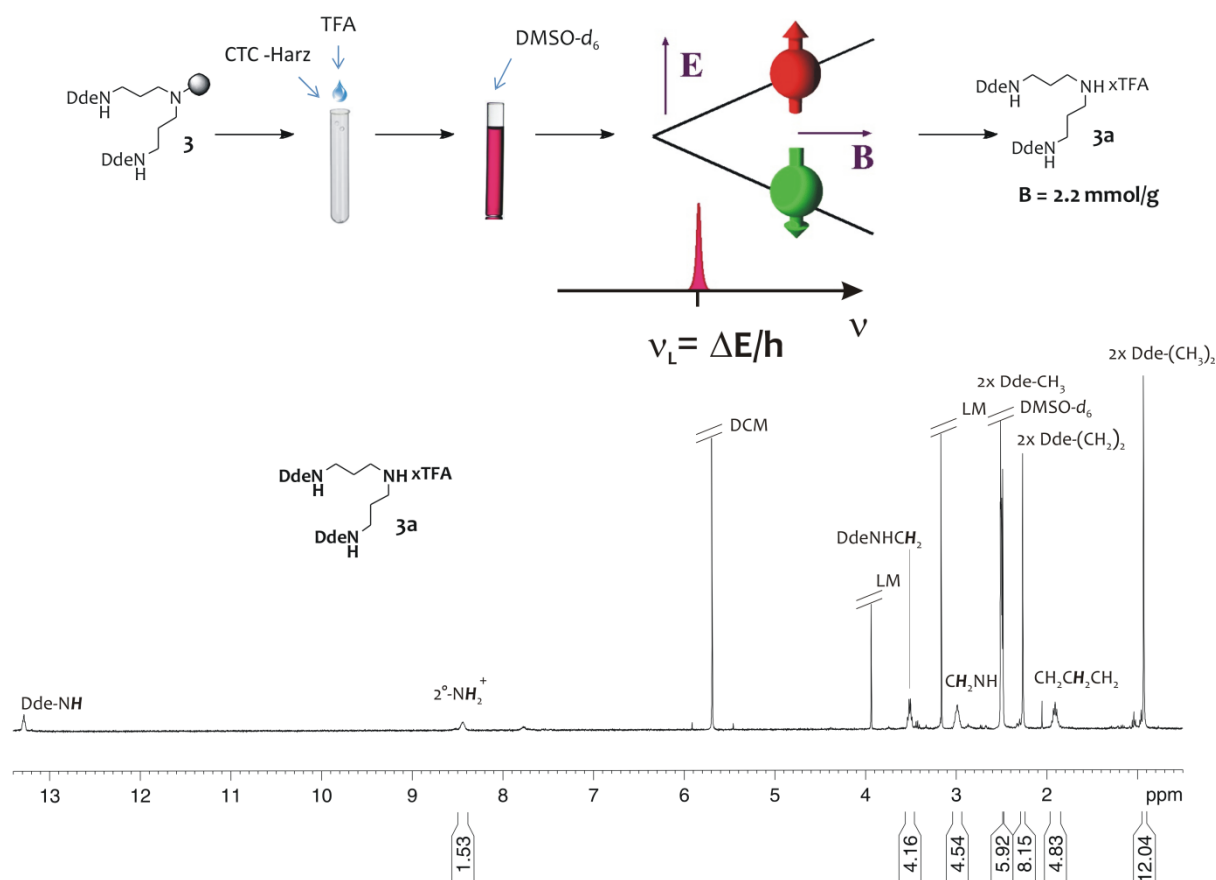 TFA
CTC -Harz
DMSO-d6
E
B
DdeN
H
N
DdeN
H
3
DdeN
H
NH xTFA
DdeN
H
3a
B = 2.2 mmol/g
ν
νL = ΔE/h
2x Dde-(CH3)2
2x Dde-CH3
LM
DMSO-d6
DCM
2x Dde-(CH2)2
DdeN
H
NH xTFA
DdeN
H
3a
DdeNHCH2
LM
CH2NH
CH2CH2CH2
Dde-NH
2°-NH2+
13 12 11 10 9 8 7 6 5 4 3 2 ppm
1.53
4.16
4.54
5.92
8.15
4.83
12.04